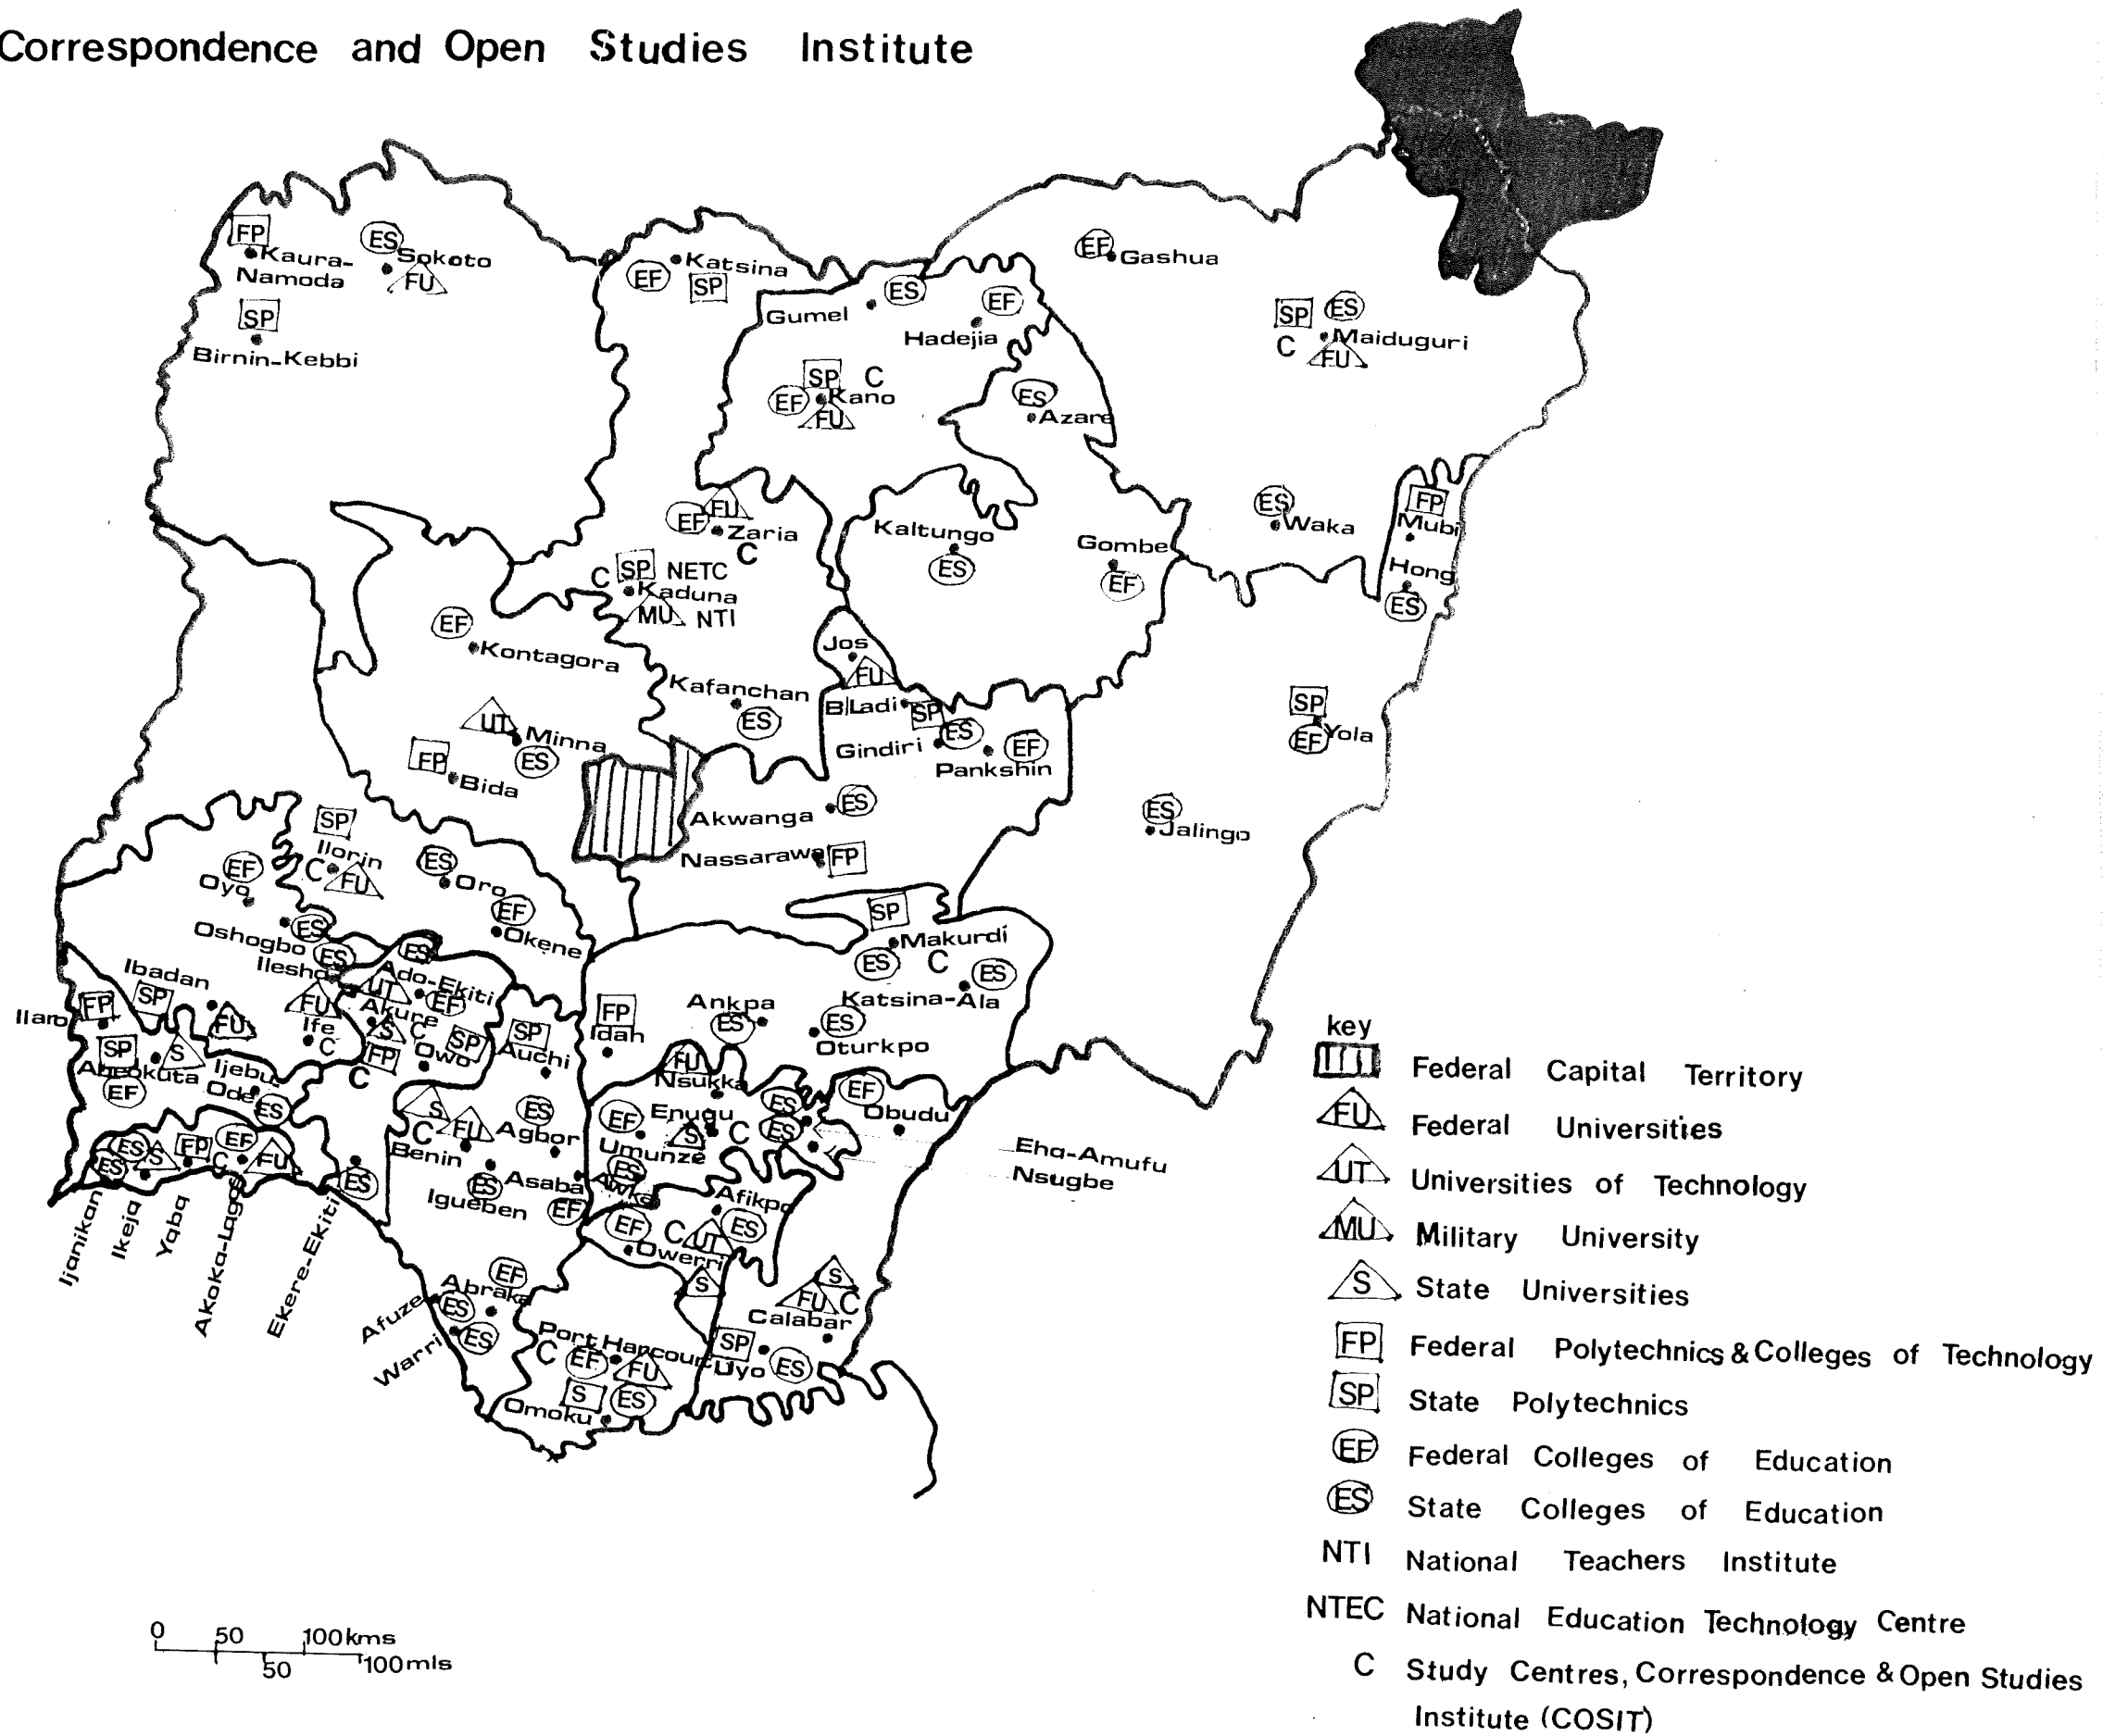 Correspondence and Open Studies Institute
FP
Kaura-
Namoda
ES
Sokoto
FU
SP
Birnin-Kebbi
Katsina
EF
SP
Gumel
ES
EF
Hadejia
SP
C
EF
Kano
FU
ES
Azare
EF
Gashua
SP
ES
Maiduguri
C
FU
ES
Waka
FP
Mubi
Hong
ES
FU
EF
Zaria
C
C
SP
NETC
Kaduna
MU
NTI
Kaltungo
ES
Gombe
EF
EF
Kontagora
UT
Minna
ES
FP
Bida
Kafanchan
ES
Jos
FU
B/Ladi
SP
Gindiri
ES
EF
Pankshin
Akwanga
ES
Nassarawa
FP
SP
Yola
EF
ES
Jalingo
SP
Ilorin
C
FU
ES
Oro
EF
Okene
EF
Oyo
Oshogbo
ES
Ilesha
ES
ES
Ado-Ekiti
UT
EF
Akure
S
C
FP
C
Owo
SP
Ibadan
SP
FU
FU
Ife
C
Ilaro
FP
SP
S
Abeokuta
EF
Ijebu
Ode
ES
ES
ES
S
FP
C
EF
FU
ES
Ijanikan
Ikeja
Yaba
Akoka-Lagos
Ekere-Ekiti
SP
Auchi
S
C
FU
Benin
ES
Agbor
ES
Igueben
Asaba
EF
EF
Abraka
Afuze
ES
Warri
ES
SP
Makurdi
ES
C
ES
Katsina-Ala
FP
Idah
Ankpa
ES
ES
Oturkpo
FU
Nsukka
EF
Enugu
S
C
ES
ES
Umunze
ES
Awka
EF
Obudu
Eha-Amufu
Nsugbe
Afikpo
EF
C
UT
ES
Owerri
S
S
FU
C
Calabar
SP
Uyo
ES
Port Harcourt
C
EF
FU
S
ES
Omoku
key
Federal Capital Territory
FU Federal Universities
UT Universities of Technology
MU Military University
S State Universities
FP Federal Polytechnics & Colleges of Technology
SP State Polytechnics
EF Federal Colleges of Education
ES State Colleges of Education
NTI National Teachers Institute
NTEC National Education Technology Centre
C Study Centres, Correspondence & Open Studies
Institute (COSIT)
0 50 100kms
50 100mls